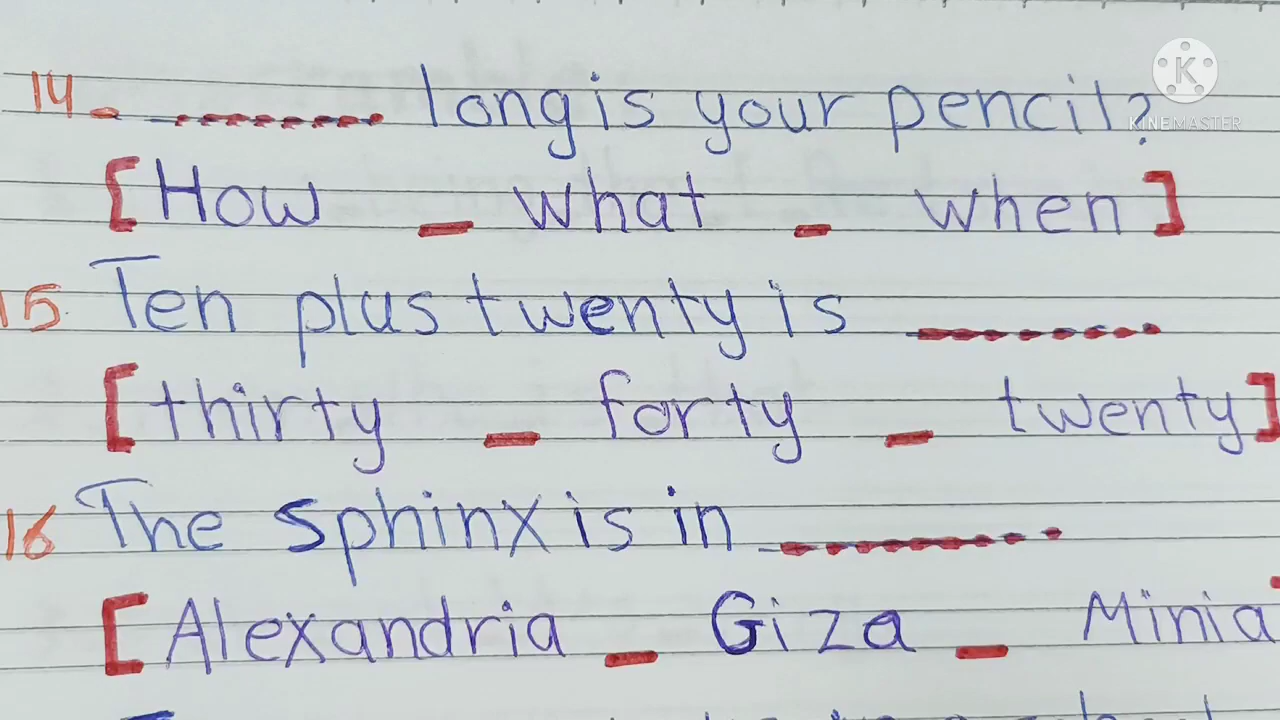 14- ......... long is your pencil?
[How - what - when]
15 Ten plus twenty is ........
[thirty - forty - twenty]
16 The sphinx is in .........
[Alexandria - Giza - Minia
KINEMASTER